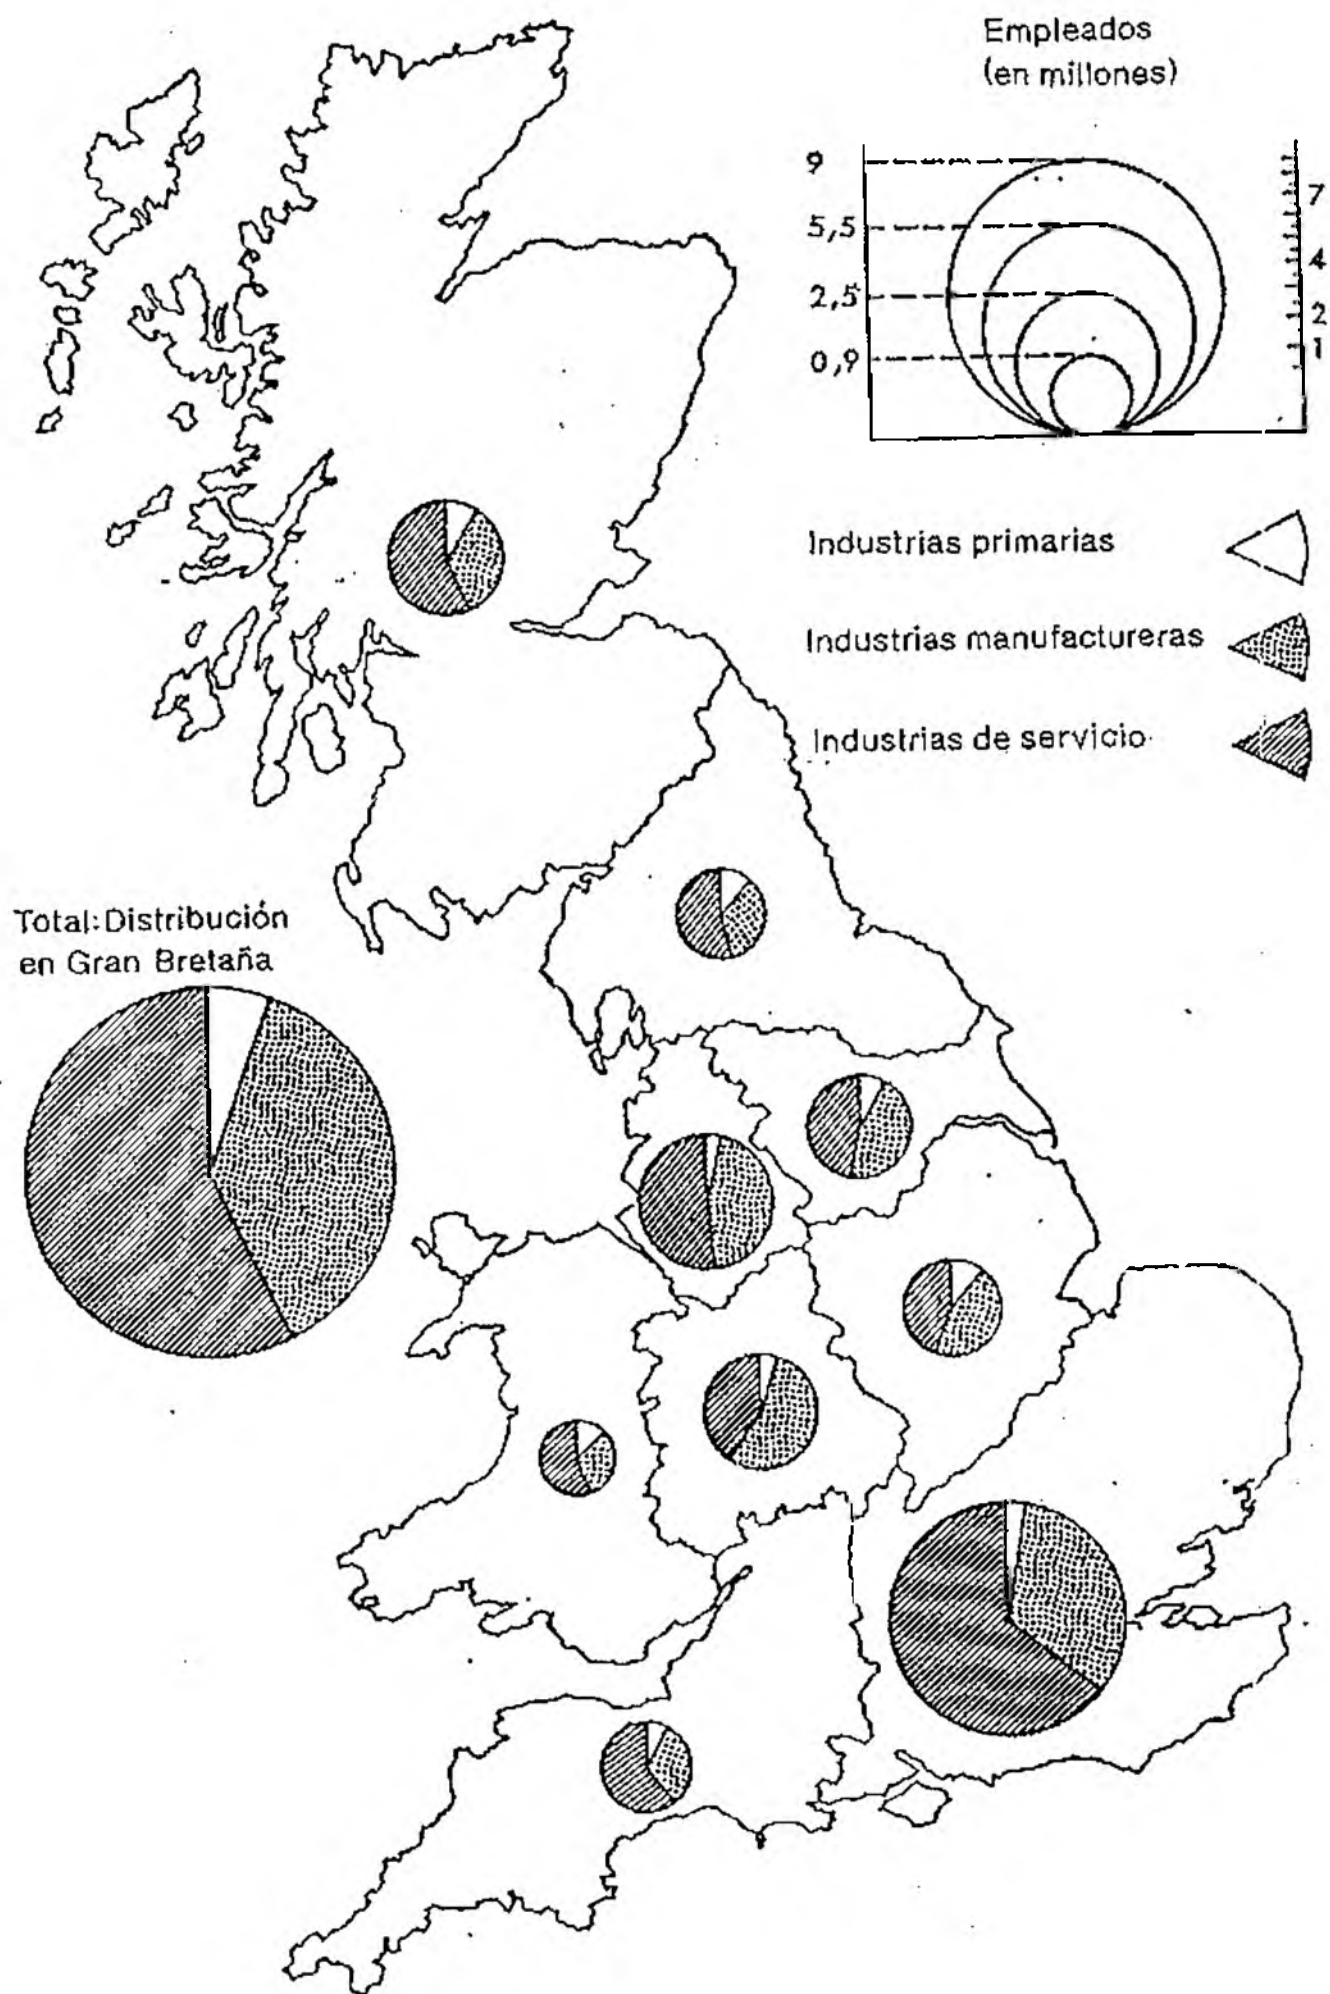 Empleados
(en millones)
9
5,5
2,5
0,9
7
4
2
1
Industrias primarias
Industrias manufactureras
Industrias de servicio
Total: Distribución
en Gran Bretaña